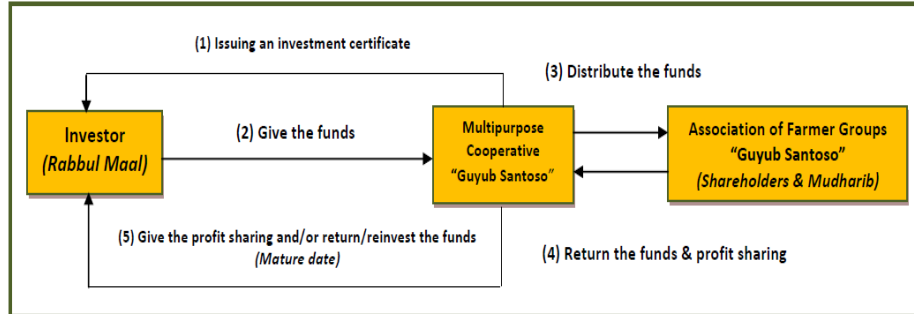 (1) Issuing an investment certificate
(3) Distribute the funds
Investor
(Rabbul Maal)
(2) Give the funds
Multipurpose
Cooperative
“Guyub Santoso”
Association of Farmer Groups
“Guyub Santoso”
(Shareholders & Mudharib)
(5) Give the profit sharing and/or return/reinvest the funds
(Mature date)
(4) Return the funds & profit sharing